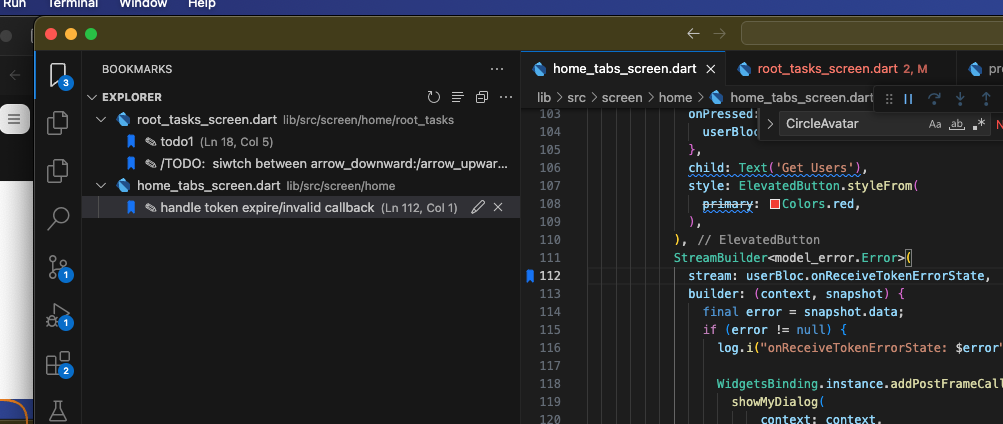 Run Terminal Window Help
BOOKMARKS
EXPLORER
root_tasks_screen.dart lib/src/screen/home/root_tasks
todo1 (Ln 18, Col 5)
/TODO: siwtch between arrow_downward:/arrow_upwar...
home_tabs_screen.dart lib/src/screen/home
handle token expire/invalid callback (Ln 112, Col 1)
3
1
1
2
home_tabs_screen.dart root_tasks_screen.dart 2, M pr
lib > src > screen > home > home_tabs_screen.dart
CircleAvatar Aa ab .* N
103 onPressed:
104 userBloc
105 },
106 child: Text('Get Users'),
107 style: ElevatedButton.styleFrom(
108 primary: Colors.red,
109 ),
110 ), // ElevatedButton
111 StreamBuilder<model_error.Error>(
112 stream: userBloc.onReceiveTokenErrorState,
113 builder: (context, snapshot) {
114 final error = snapshot.data;
115 if (error != null) {
116 log.i("onReceiveTokenErrorState: $error"
117
118 WidgetsBinding.instance.addPostFrameCal
119 showMyDialog(
120 context: context,